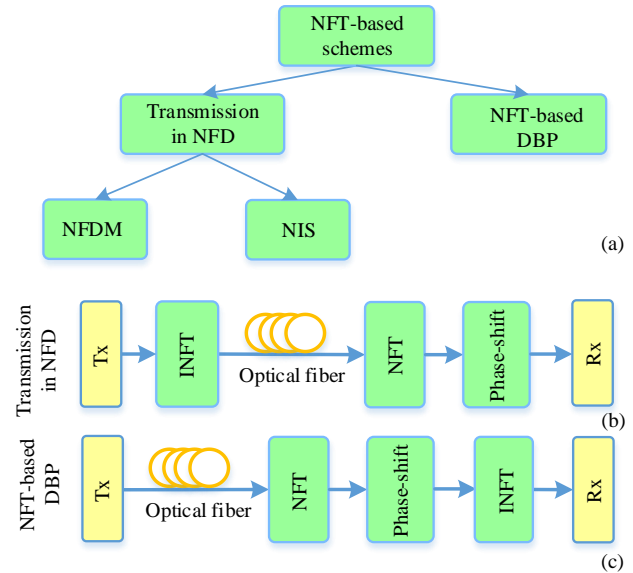 NFT-based
schemes
Transmission
in NFD
NFT-based
DBP
NFDM
NIS
(a)
Transmission
in NFD
Tx
INFT
Optical fiber
NFT
Phase-shift
Rx
(b)
NFT-based
DBP
Tx
Optical fiber
NFT
Phase-shift
INFT
Rx
(c)